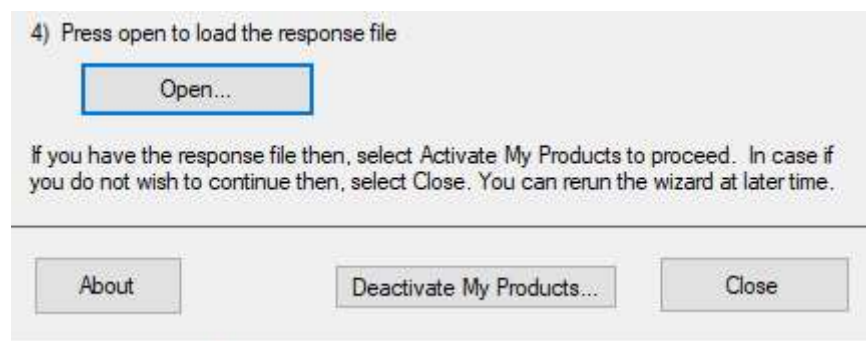 4) Press open to load the response file
Open...
If you have the response file then, select Activate My Products to proceed. In case if
you do not wish to continue then, select Close. You can rerun the wizard at later time.
About
Deactivate My Products...
Close